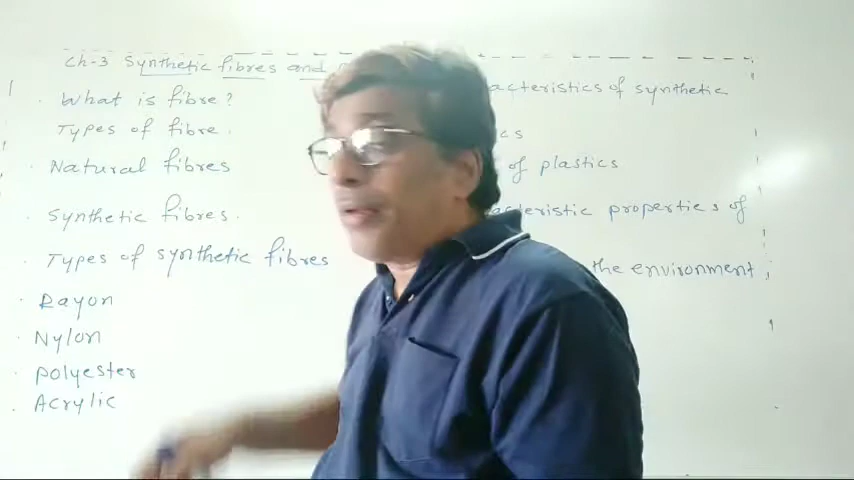 Ch-3 Synthetic fibres and
What is fibre?
Types of fibre.
Natural fibres
Synthetic fibres.
Types of synthetic fibres
Rayon
Nylon
Polyester
Acrylic
acteristics of synthetic
cs
of plastics
acteristic properties of
the environment